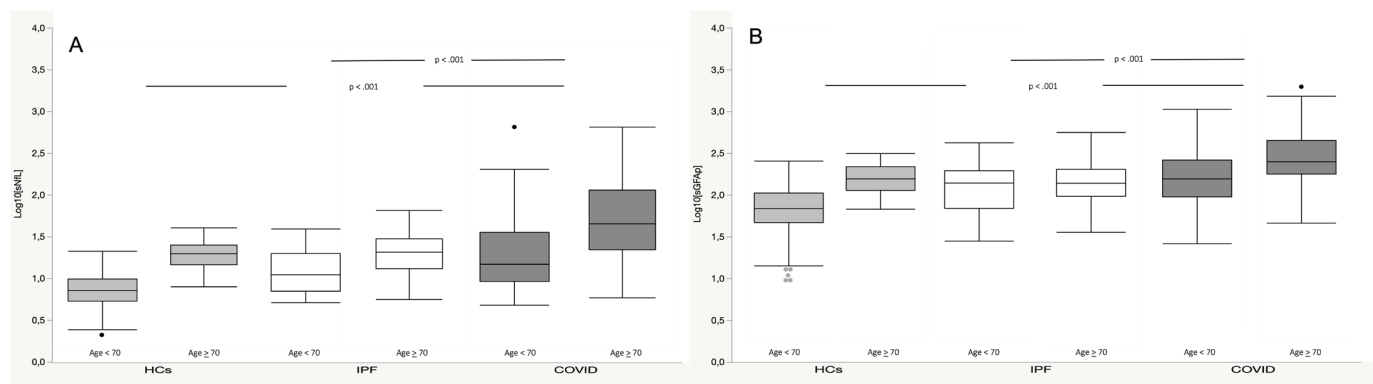 A
4,0
3,5
3,0
2,5
2,0
1,5
1,0
0,5
0,0
Log10[sNfL]
p < .001
p < .001
Age < 70
Age ≥ 70
Age < 70
Age ≥ 70
Age < 70
Age ≥ 70
HCs
IPF
COVID
B
4,0
3,5
3,0
2,5
2,0
1,5
1,0
0,5
0,0
Log10[sGFAp]
p < .001
p < .001
Age < 70
Age ≥ 70
Age < 70
Age ≥ 70
Age < 70
Age ≥ 70
HCs
IPF
COVID